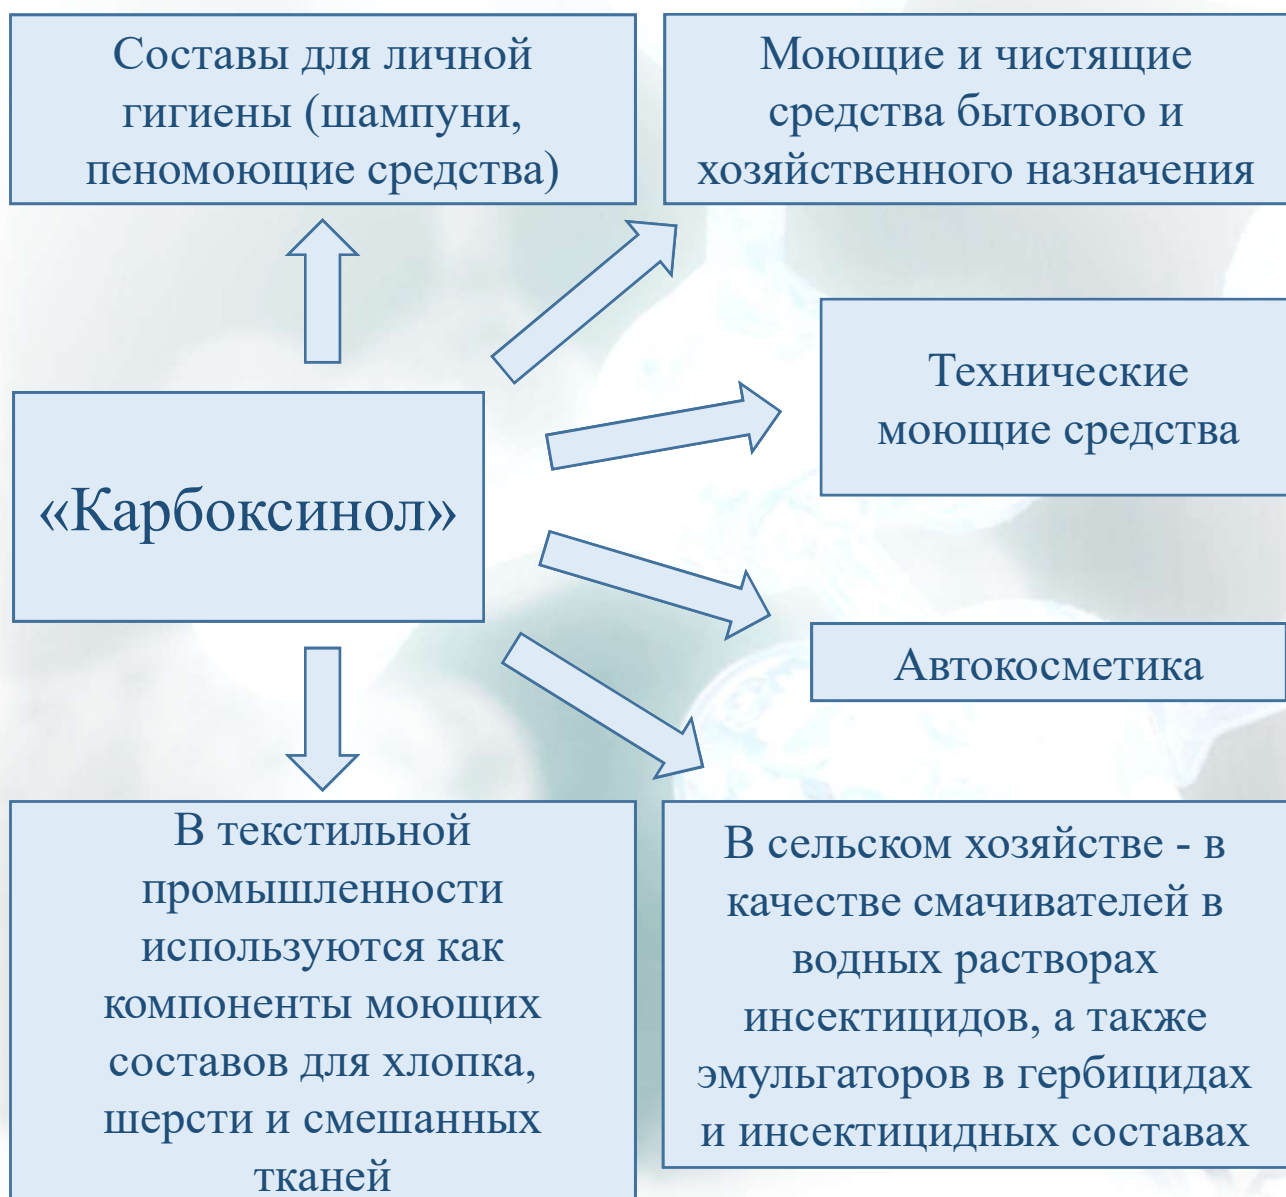 Составы для личной
гигиены (шампуни,
пеномоющие средства)
Моющие и чистящие
средства бытового и
хозяйственного назначения
Технические
моющие средства
«Карбоксинол»
Автокосметика
В текстильной
промышленности
используются как
компоненты моющих
составов для хлопка,
шерсти и смешанных
тканей
В сельском хозяйстве - в
качестве смачивателей в
водных растворах
инсектицидов, а также
эмульгаторов в гербицидах
и инсектицидных составах